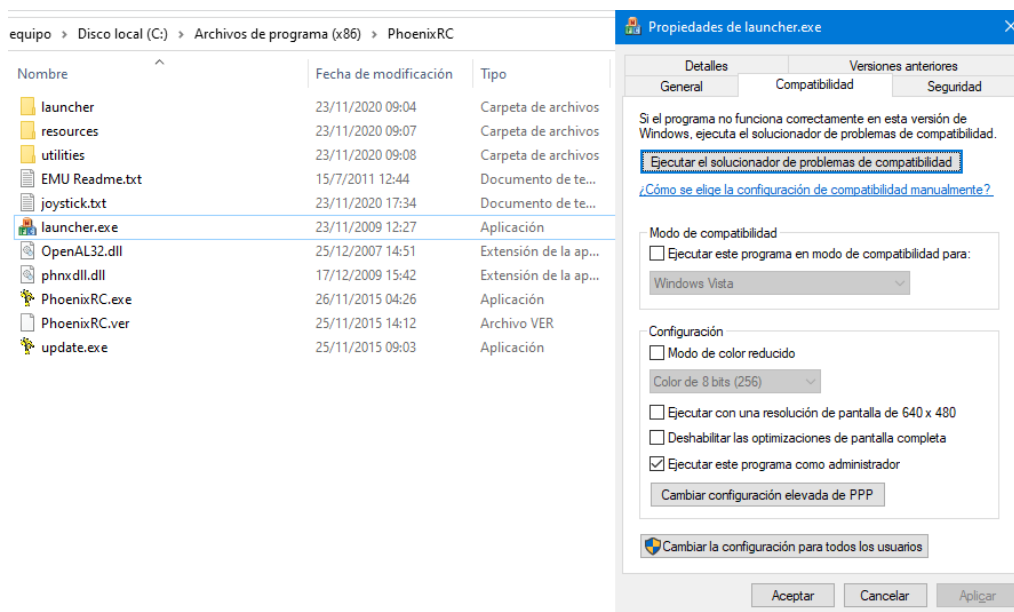 equipo > Disco local (C:) > Archivos de programa (x86) > PhoenixRC
Nombre Fecha de modificación Tipo
launcher 23/11/2020 09:04 Carpeta de archivos
resources 23/11/2020 09:07 Carpeta de archivos
utilities 23/11/2020 09:08 Carpeta de archivos
EMU Readme.txt 15/7/2011 12:44 Documento de te...
joystick.txt 23/11/2020 17:34 Documento de te...
launcher.exe 23/11/2009 12:27 Aplicación
OpenAL32.dll 25/12/2007 14:51 Extensión de la ap...
phnxdll.dll 17/12/2009 15:42 Extensión de la ap...
PhoenixRC.exe 26/11/2015 04:26 Aplicación
PhoenixRC.ver 25/11/2015 14:12 Archivo VER
update.exe 25/11/2015 09:03 Aplicación
Propiedades de launcher.exe
Detalles Versiones anteriores
General Compatibilidad Seguridad
Si el programa no funciona correctamente en esta versión de
Windows, ejecuta el solucionador de problemas de compatibilidad.
Ejecutar el solucionador de problemas de compatibilidad
¿Cómo se elige la configuración de compatibilidad manualmente?
Modo de compatibilidad
Ejecutar este programa en modo de compatibilidad para:
Windows Vista
Configuración
Modo de color reducido
Color de 8 bits (256)
Ejecutar con una resolución de pantalla de 640 x 480
Deshabilitar las optimizaciones de pantalla completa
Ejecutar este programa como administrador
Cambiar configuración elevada de PPP
Cambiar la configuración para todos los usuarios
Aceptar Cancelar Aplicar